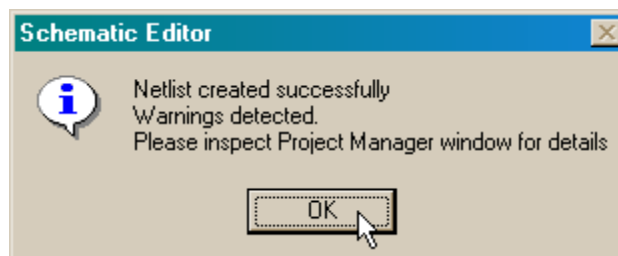 Schematic Editor
Netlist created successfully
Warnings detected.
Please inspect Project Manager window for details
OK